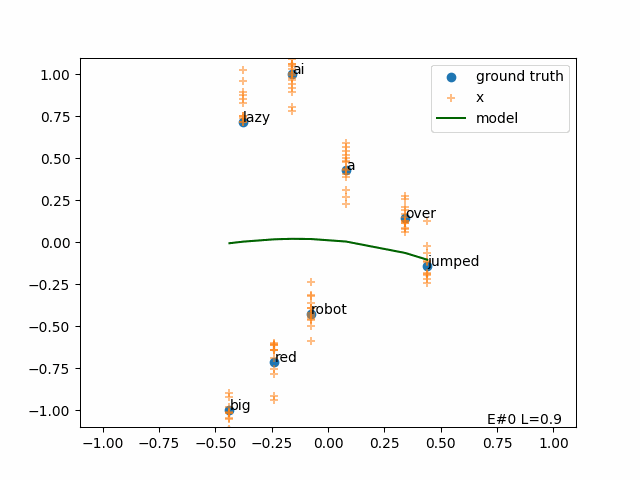 1.00
0.75
0.50
0.25
0.00
−0.25
−0.50
−0.75
−1.00
−1.00 −0.75 −0.50 −0.25 0.00 0.25 0.50 0.75 1.00
ground truth
x
model
ai
lazy
a
over
jumped
robot
red
big
E#0 L=0.9